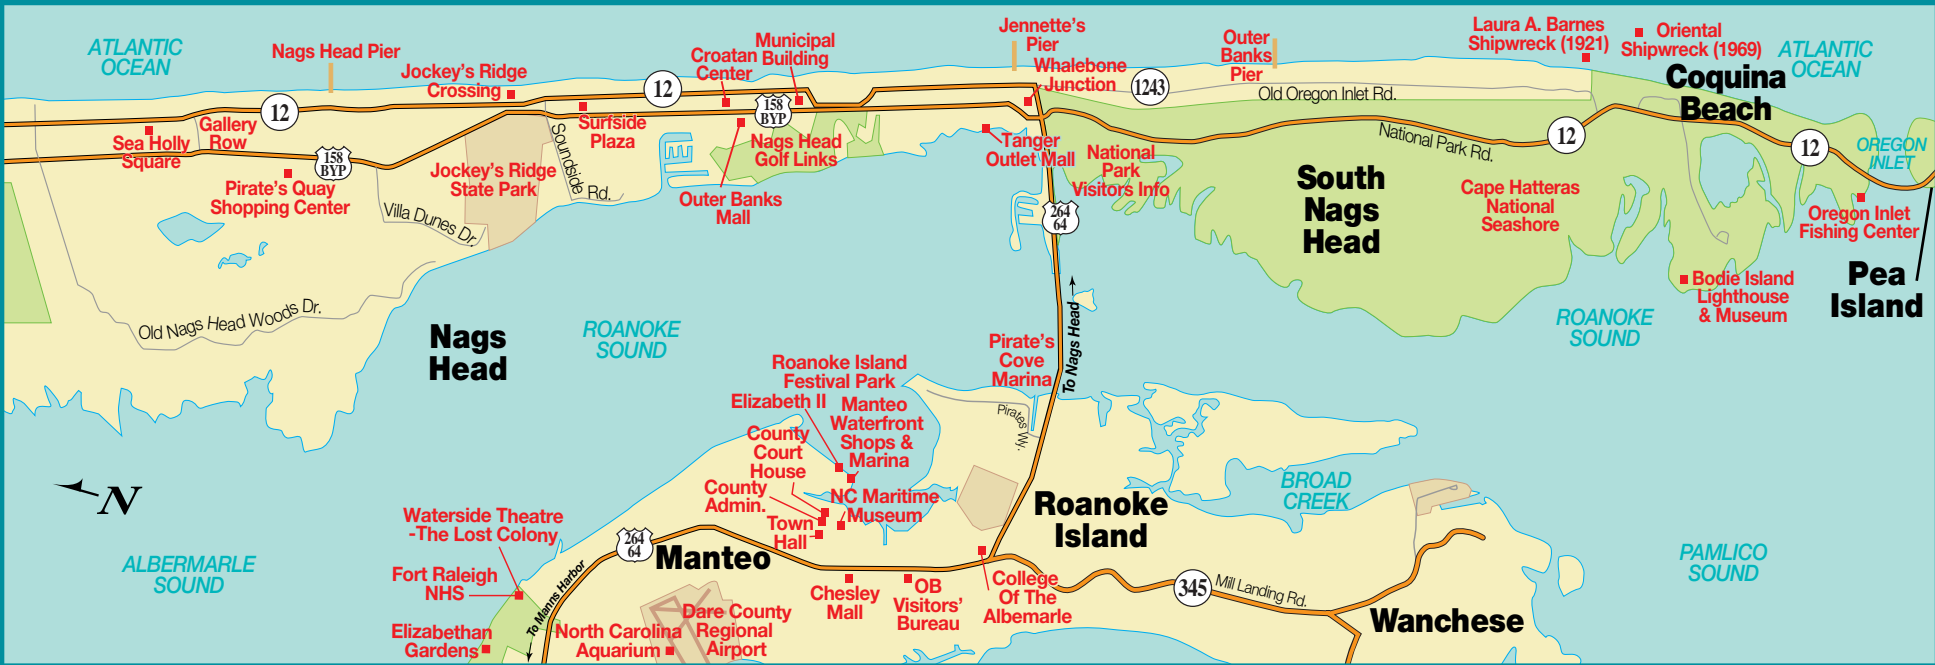 ATLANTIC
OCEAN
Nags Head Pier
Jockey's Ridge
Crossing
12
Croatan
Center
Municipal
Building
Jennette's
Pier
Whalebone
Junction
Outer
Banks
Pier
Laura A. Barnes
Shipwreck (1921)
Oriental
Shipwreck (1969)
ATLANTIC
OCEAN
Coquina
Beach
12
Sea Holly
Square
Gallery
Row
158
BYP
Pirate's Quay
Shopping Center
Jockey's Ridge
State Park
Villa Dunes Dr.
Soundside Rd.
Surfside
Plaza
158
BYP
Nags Head
Golf Links
Outer Banks
Mall
Tanger
Outlet Mall
1243
Old Oregon Inlet Rd.
National Park Rd.
12
12
OREGON
INLET
National
Park
Visitors Info
264
64
South
Nags
Head
Cape Hatteras
National
Seashore
Oregon Inlet
Fishing Center
Bodie Island
Lighthouse
& Museum
Pea
Island
Old Nags Head Woods Dr.
Nags
Head
ROANOKE
SOUND
ROANOKE
SOUND
To Nags Head
Pirate's
Cove
Marina
Pirates Wy.
Roanoke Island
Festival Park
Elizabeth II
Manteo
Waterfront
Shops &
Marina
County
Court
House
County
Admin.
NC Maritime
Museum
Town
Hall
N
Waterside Theatre
-The Lost Colony
264
64
Manteo
Roanoke
Island
BROAD
CREEK
ALBERMARLE
SOUND
PAMLICO
SOUND
Fort Raleigh
NHS
To Manns Harbor
Elizabethan
Gardens
North Carolina
Aquarium
Dare County
Regional
Airport
Chesley
Mall
OB
Visitors'
Bureau
College
Of The
Albemarle
345
Mill Landing Rd.
Wanchese